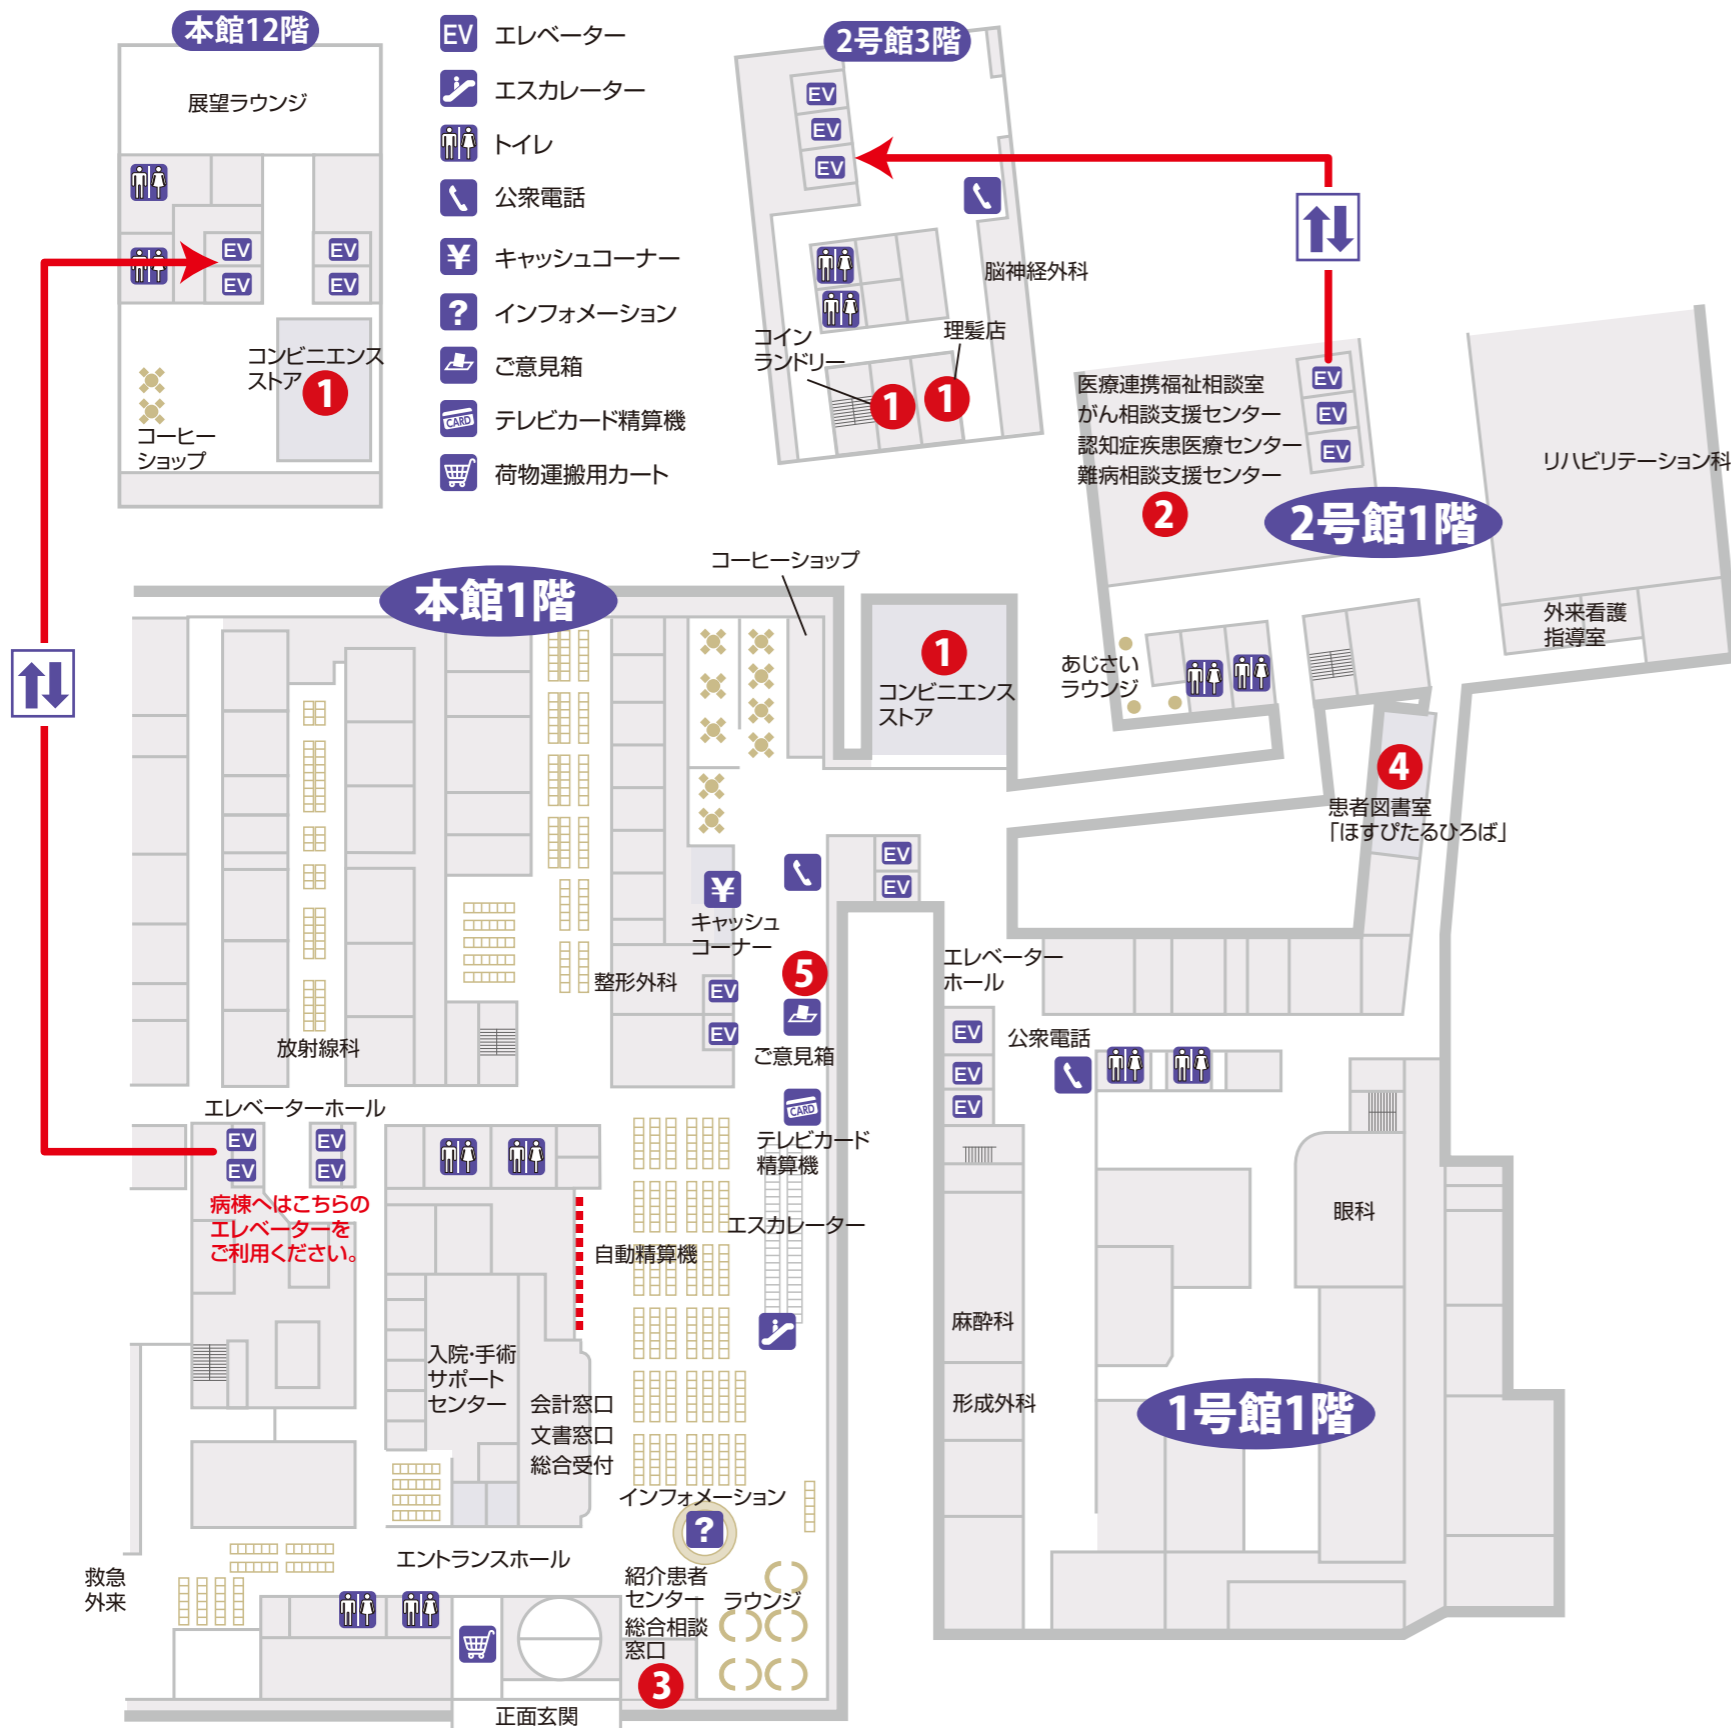 本館12階
展望ラウンジ
EV
EV
EV
EV
コンビニエンス
ストア
1
コーヒー
ショップ
EV エレベーター
エスカレーター
トイレ
公衆電話
¥ キャッシュコーナー
? インフォメーション
ご意見箱
CARD テレビカード精算機
荷物運搬用カート
2号館3階
EV
EV
EV
脳神経外科
コイン
ランドリー
理髪店
1
1
医療連携福祉相談室
がん相談支援センター
認知症疾患医療センター
難病相談支援センター
2
EV
EV
EV
2号館1階
リハビリテーション科
外来看護
指導室
あじさい
ラウンジ
4
患者図書室
「ほすぴたるひろば」
本館1階
コーヒーショップ
1
コンビニエンス
ストア
EV
EV
¥
キャッシュ
コーナー
整形外科
EV
EV
5
ご意見箱
CARD
テレビカード
精算機
エスカレーター
放射線科
エレベーターホール
EV
EV
EV
EV
病棟へはこちらの
エレベーターを
ご利用ください。
自動精算機
入院・手術
サポート
センター
会計窓口
文書窓口
総合受付
インフォメーション
?
エントランスホール
救急
外来
紹介患者
センター
総合相談
窓口
3
ラウンジ
正面玄関
エレベーター
ホール
EV
EV
EV
公衆電話
眼科
麻酔科
形成外科
1号館1階